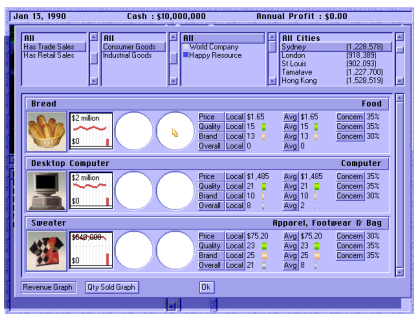 Jan 13, 1990 Cash : $10,000,000 Annual Profit : $0.00
All All All All Cities
Has Trade Sales Consumer Goods World Company Sydney (1,228,578)
Has Retail Sales Industrial Goods Happy Resource London (918,389)
St Louis (902,093)
Tamatave (1,227,700)
Hong Kong (1,528,519)
Bread Food
$2 million
$0
Price Local $1.65 Avg $1.65 Concern 35%
Quality Local 15 Avg 15 Concern 35%
Brand Local 13 Avg 13 Concern 30%
Overall Local 0 Avg 0
Desktop Computer Computer
$2 million
$0
Price Local $1,485 Avg $1,485 Concern 30%
Quality Local 21 Avg 21 Concern 35%
Brand Local 10 Avg 10 Concern 35%
Overall Local 8 Avg 2
Sweater Apparel, Footwear & Bag
$0
Price Local $75.20 Avg $75.20 Concern 30%
Quality Local 23 Avg 23 Concern 35%
Brand Local 25 Avg 25 Concern 35%
Overall Local 21 Avg 8
Revenue Graph Qty Sold Graph Ok